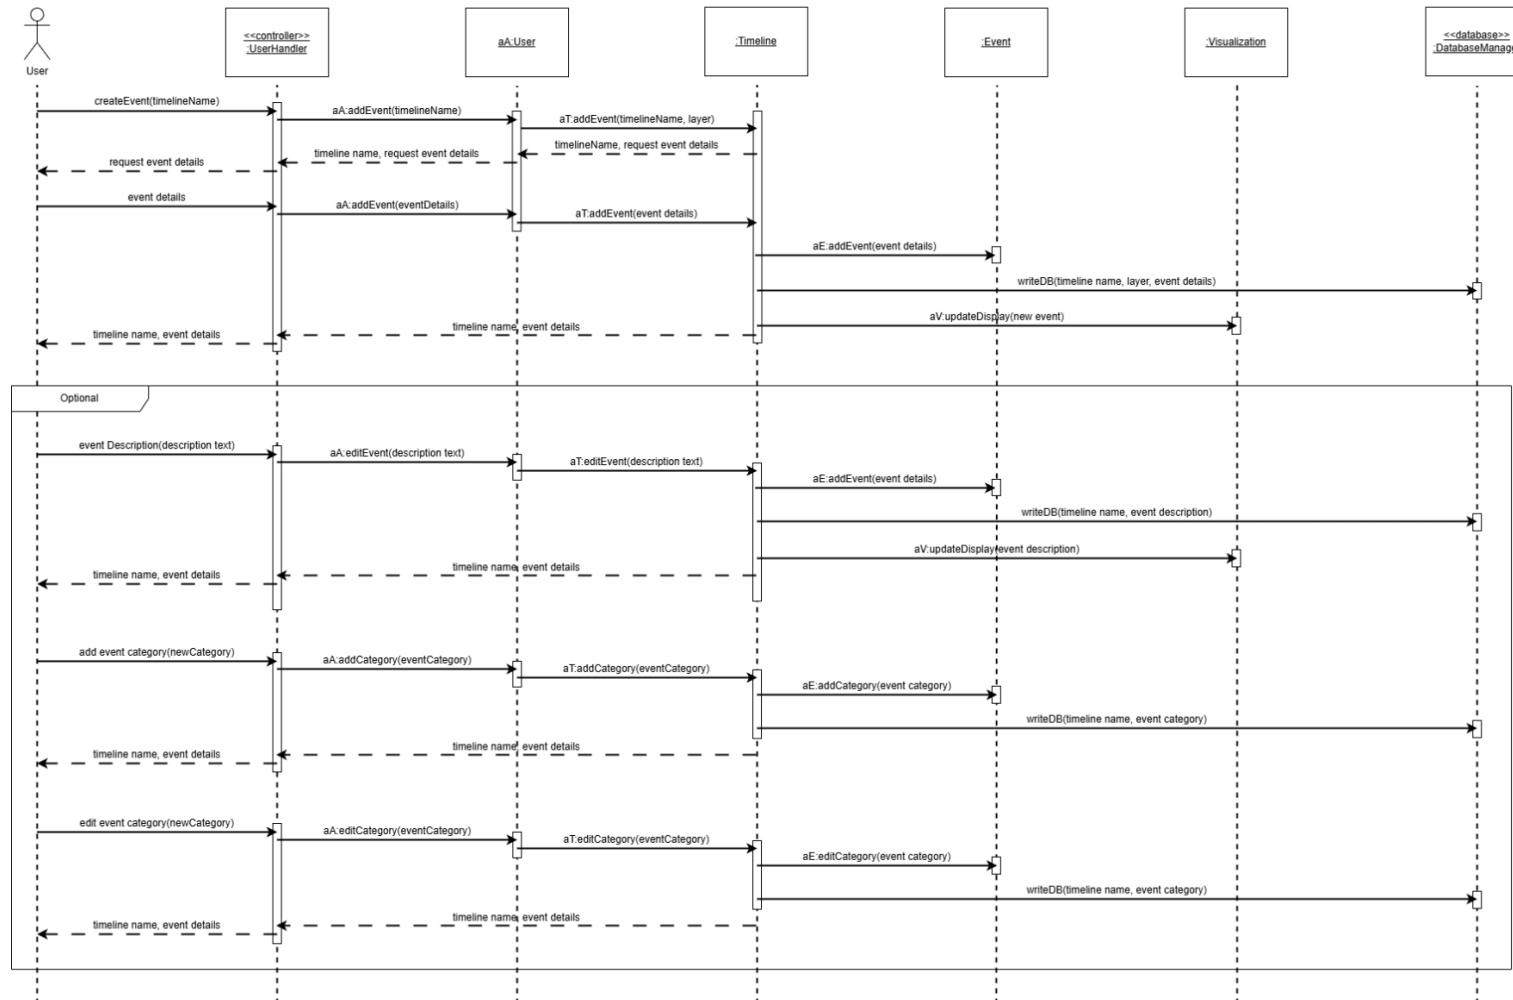 User
<<controller>>
:UserHandler
aA:User
:Timeline
:Event
:Visualization
<<database>>
:DatabaseManag
createEvent(timelineName)
aA:addEvent(timelineName)
aT:addEvent(timelineName, layer)
timelineName, request event details
timeline name, request event details
request event details
event details
aA:addEvent(eventDetails)
aT:addEvent(event details)
aE:addEvent(event details)
writeDB(timeline name, layer, event details)
aV:updateDisplay(new event)
timeline name, event details
timeline name, event details
Optional
event Description(description text)
aA:editEvent(description text)
aT:editEvent(description text)
aE:addEvent(event details)
writeDB(timeline name, event description)
aV:updateDisplay(event description)
timeline name, event details
timeline name, event details
add event category(newCategory)
aA:addCategory(eventCategory)
aT:addCategory(eventCategory)
aE:addCategory(event category)
writeDB(timeline name, event category)
timeline name, event details
timeline name, event details
edit event category(newCategory)
aA:editCategory(eventCategory)
aT:editCategory(eventCategory)
aE:editCategory(event category)
writeDB(timeline name, event category)
timeline name, event details
timeline name, event details